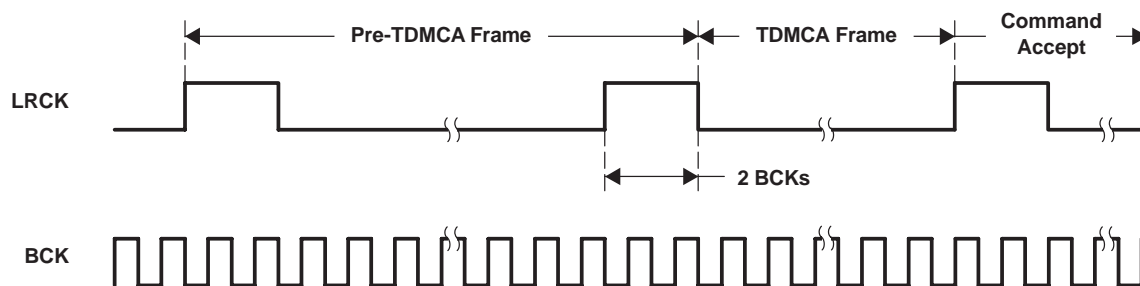 Pre-TDMCA Frame
TDMCA Frame
Command
Accept
LRCK
2 BCKs
BCK